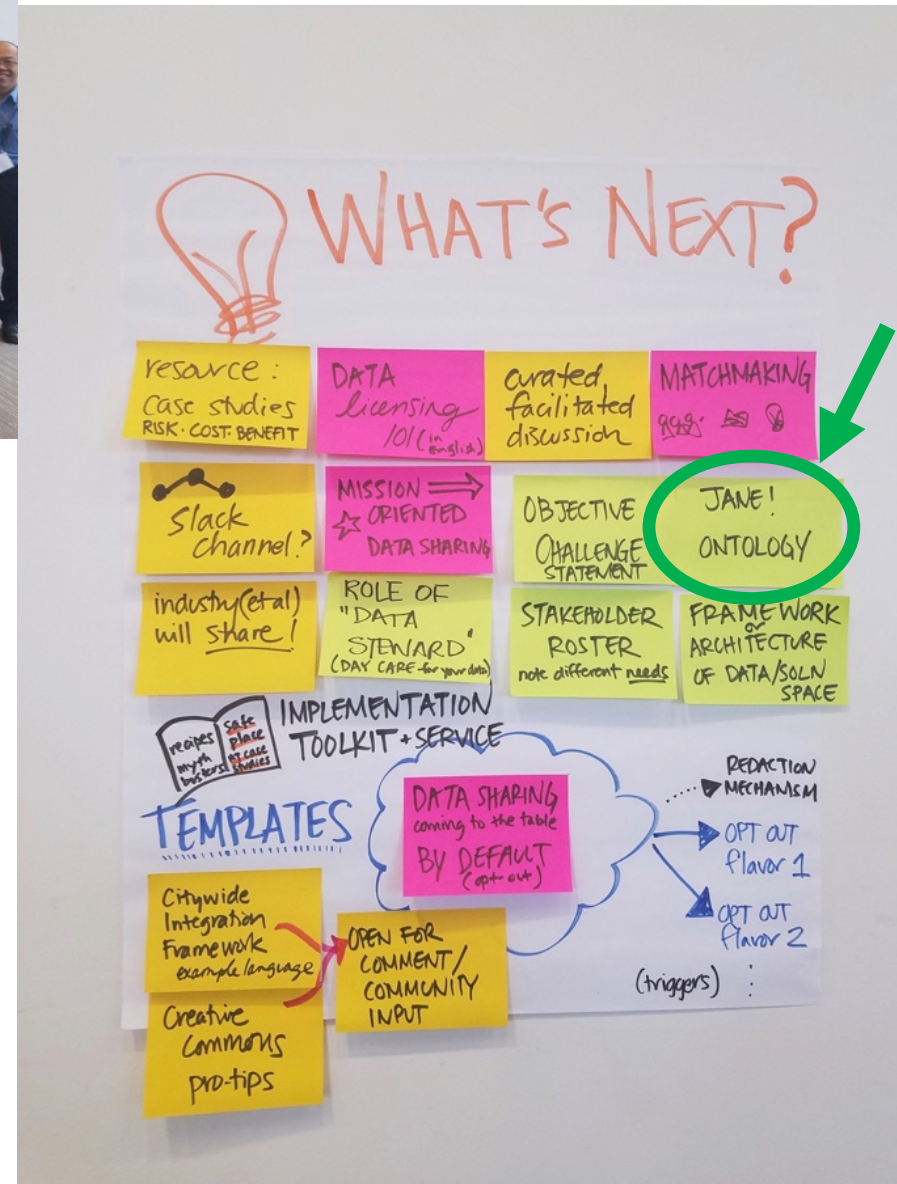 WHAT'S NEXT?
resource:
case studies
RISK·COST·BENEFIT
DATA
licensing
101 (in English)
curated,
facilitated
discussion
MATCHMAKING
Slack
channel?
MISSION
ORIENTED
DATA SHARING
OBJECTIVE
CHALLENGE
STATEMENT
JANE!
ONTOLOGY
industry (et al)
will share!
ROLE OF
"DATA
STEWARD"
(DAY CARE for your data)
STAKEHOLDER
ROSTER
note different needs
FRAMEWORK
or
ARCHITECTURE
OF DATA/SOLN
SPACE
recipes
myth
busters!
safe
place
case
studies
IMPLEMENTATION
TOOLKIT + SERVICE
TEMPLATES
DATA SHARING
coming to the table
BY DEFAULT
(opt-out)
REDACTION
MECHANISM
OPT OUT
flavor 1
OPT OUT
flavor 2
(triggers)
Citywide
Integration
Framework
example language
OPEN FOR
COMMENT/
COMMUNITY
INPUT
Creative
Commons
pro-tips